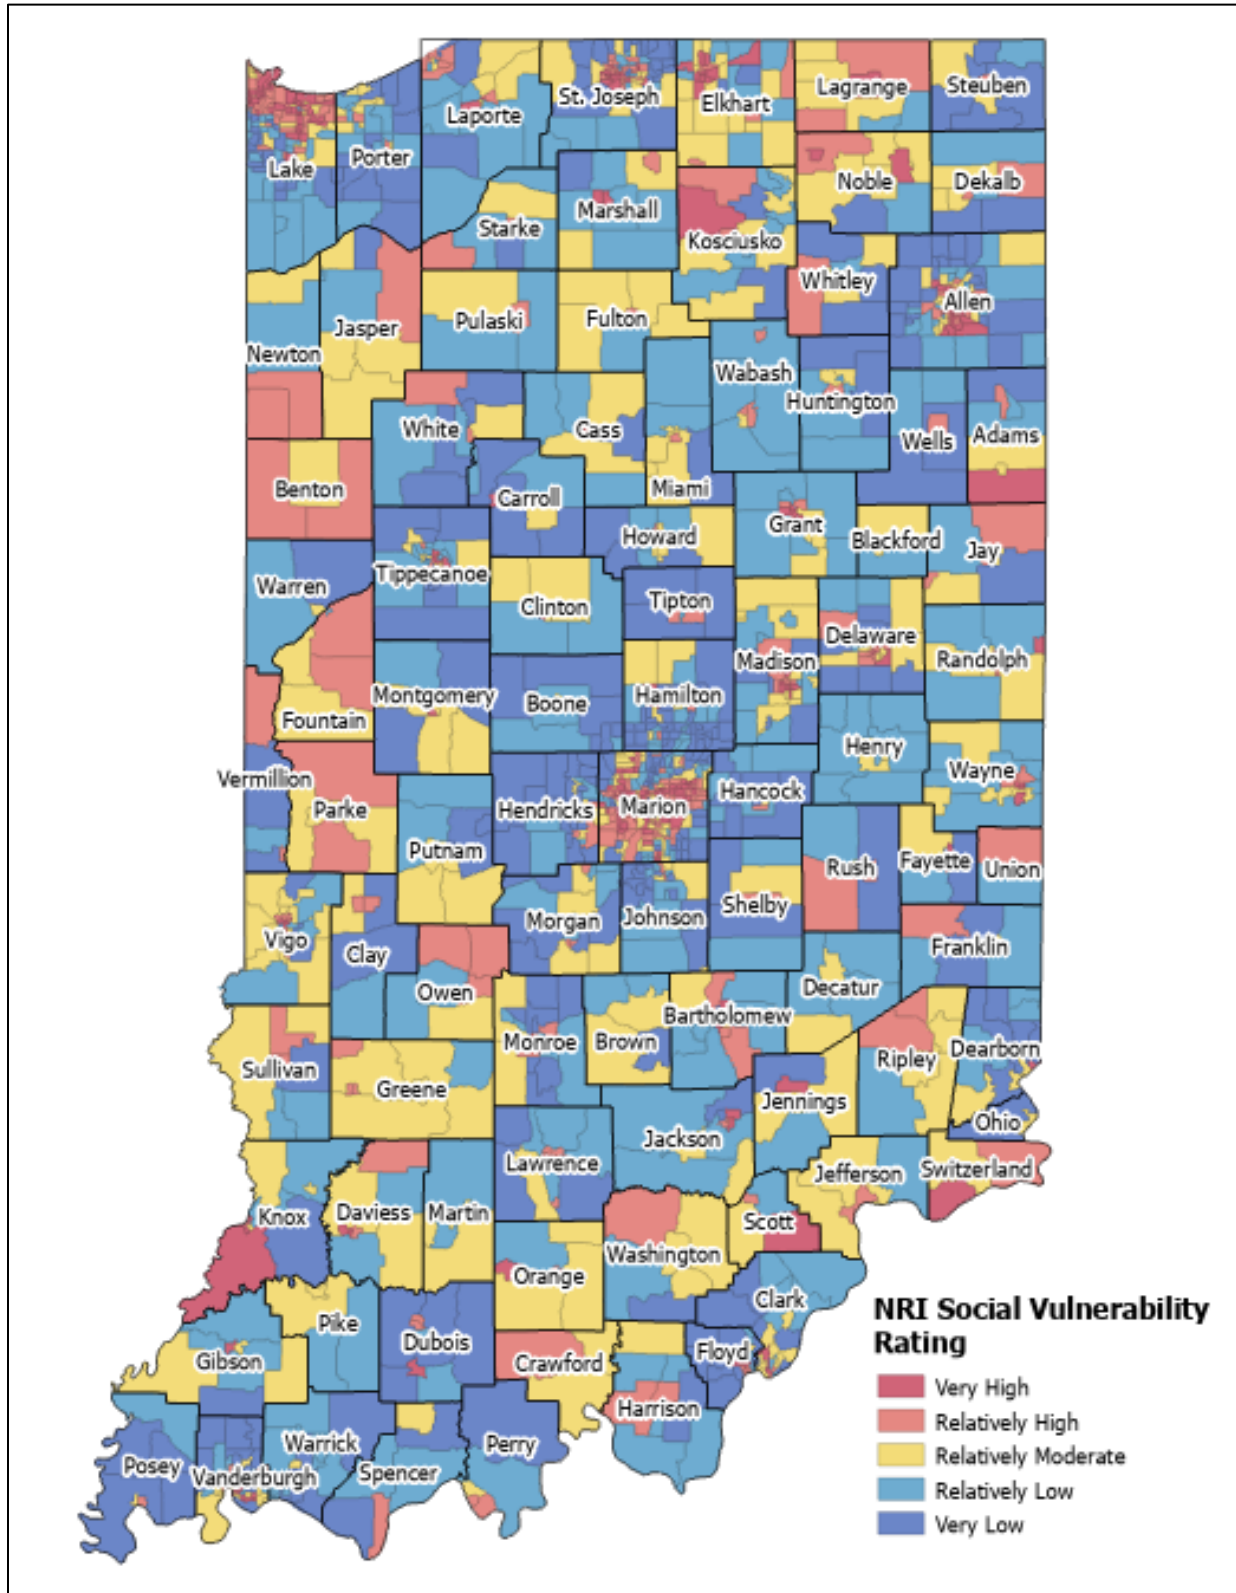 St. Joseph
Elkhart
Lagrange
Steuben
Laporte
Lake
Porter
Noble
Dekalb
Marshall
Starke
Kosciusko
Whitley
Allen
Jasper
Pulaski
Fulton
Newton
Wabash
Huntington
White
Cass
Wells
Adams
Benton
Carroll
Miami
Grant
Howard
Blackford
Jay
Warren
Tippecanoe
Clinton
Tipton
Delaware
Madison
Randolph
Montgomery
Boone
Hamilton
Fountain
Henry
Vermillion
Wayne
Parke
Hendricks
Marion
Hancock
Putnam
Rush
Fayette
Union
Shelby
Morgan
Johnson
Vigo
Clay
Franklin
Owen
Decatur
Bartholomew
Monroe
Brown
Sullivan
Ripley
Dearborn
Greene
Jennings
Ohio
Jackson
Lawrence
Jefferson
Switzerland
Knox
Daviess
Martin
Scott
Washington
Orange
Clark
Pike
Dubois
Floyd
Gibson
Crawford
Harrison
Warrick
Perry
Posey
Vanderburgh
Spencer
NRI Social Vulnerability
Rating
Very High
Relatively High
Relatively Moderate
Relatively Low
Very Low